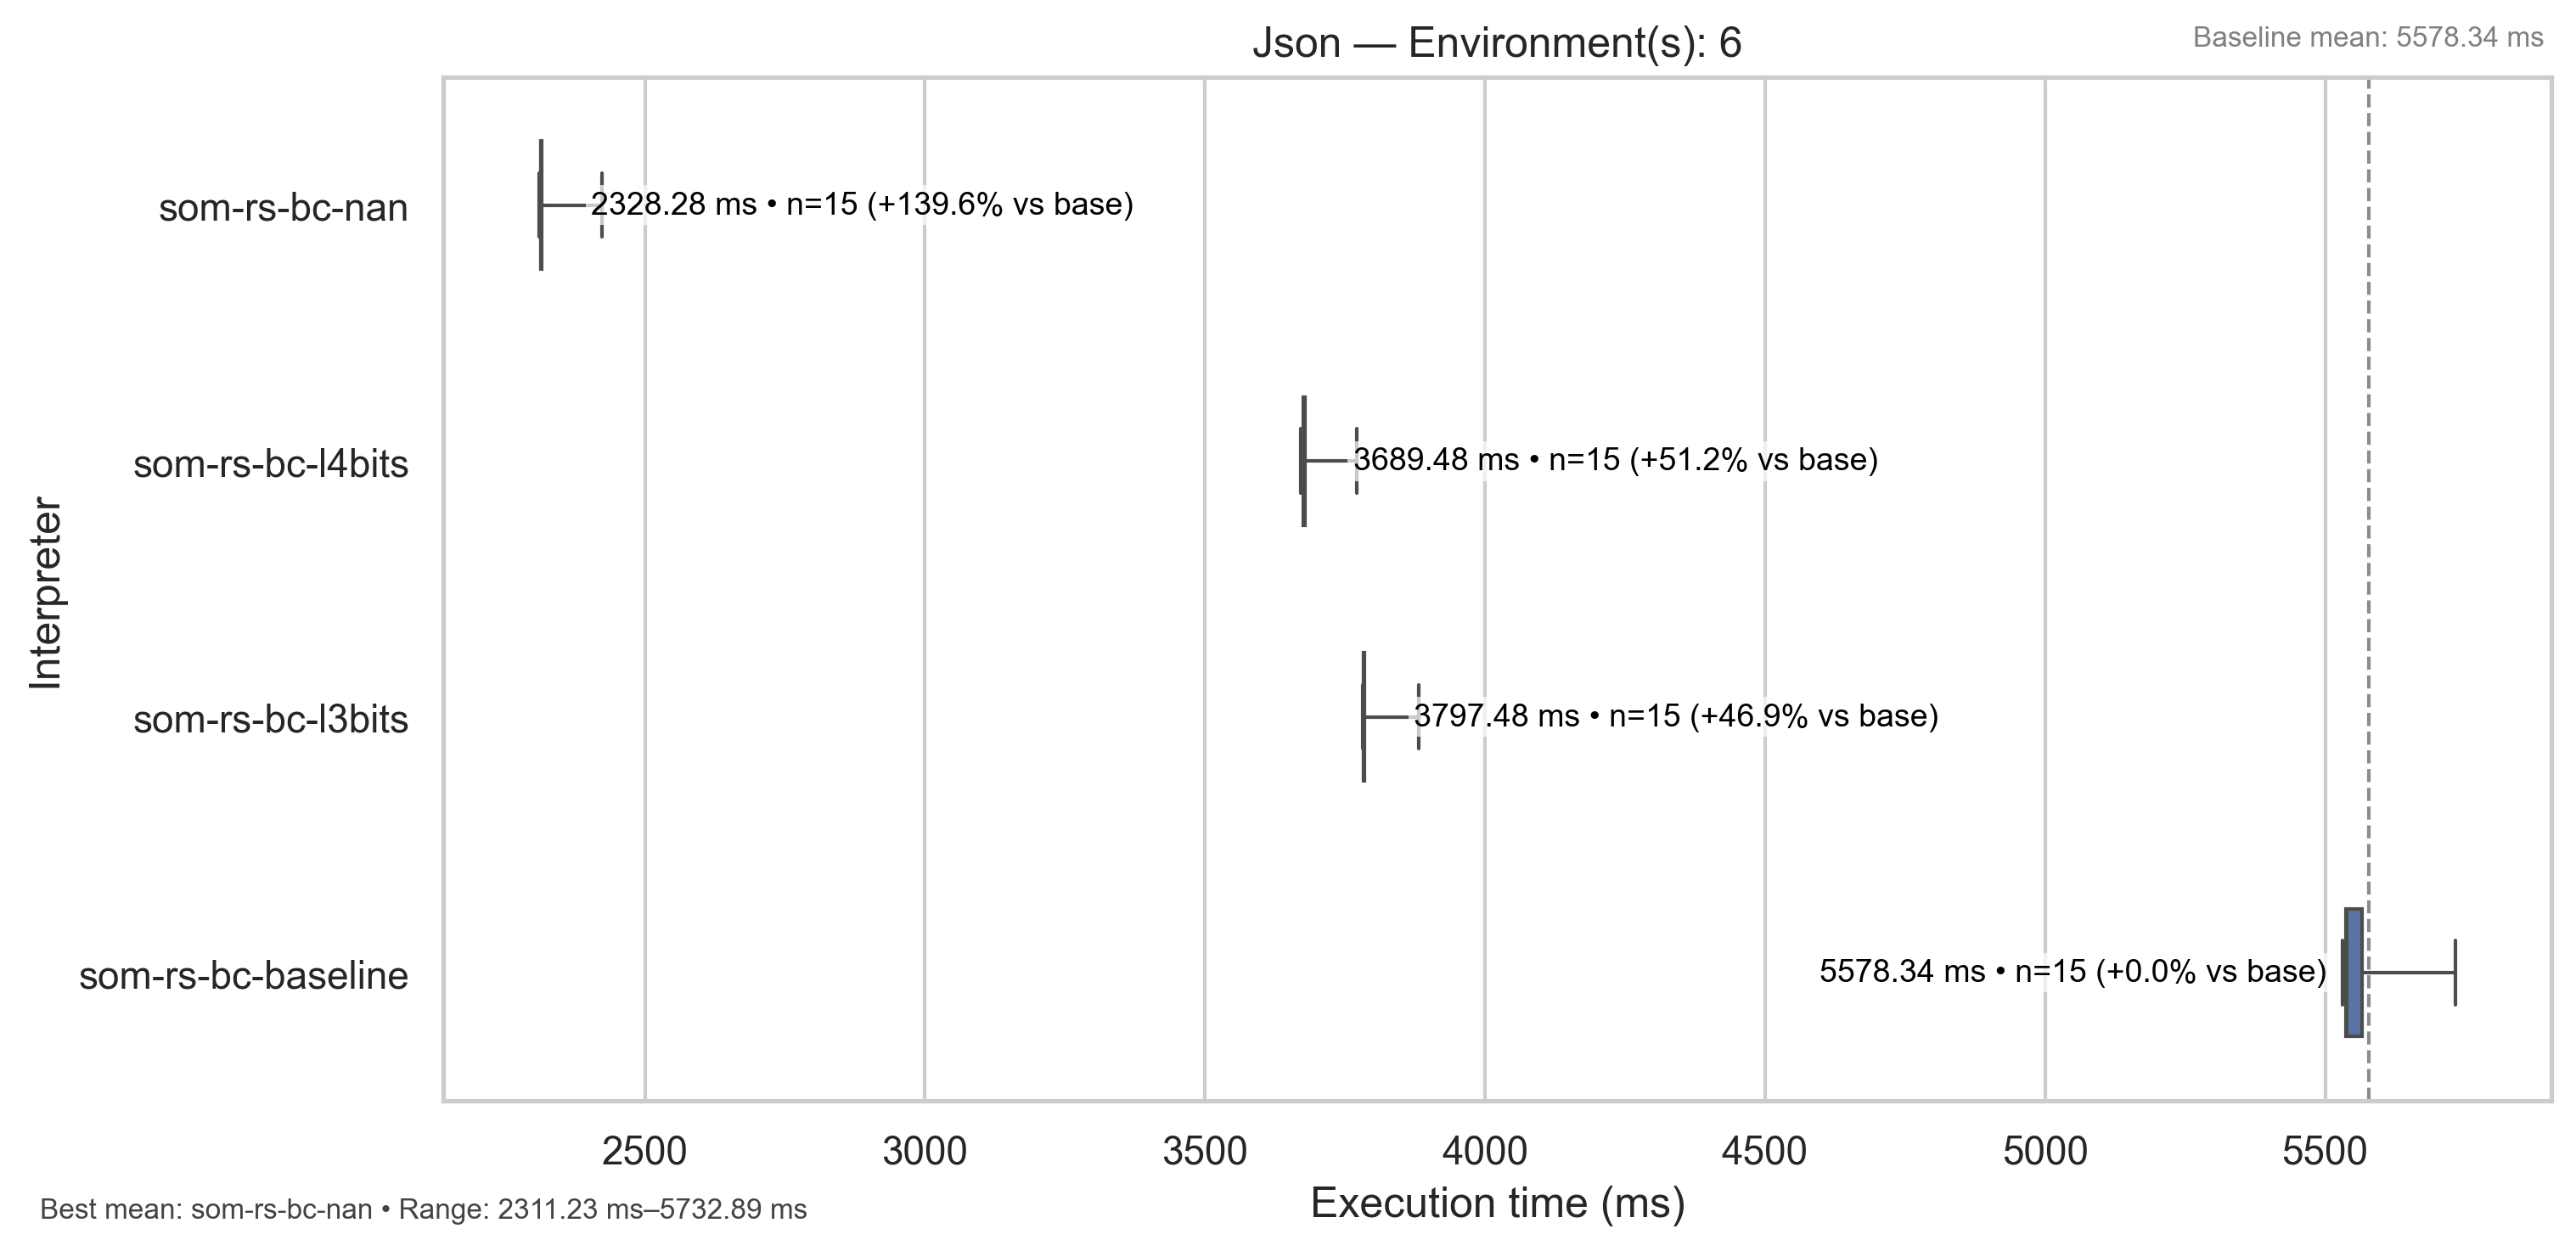 Json — Environment(s): 6
Baseline mean: 5578.34 ms
Interpreter
som-rs-bc-nan
2328.28 ms • n=15 (+139.6% vs base)
som-rs-bc-l4bits
3689.48 ms • n=15 (+51.2% vs base)
som-rs-bc-l3bits
3797.48 ms • n=15 (+46.9% vs base)
som-rs-bc-baseline
5578.34 ms • n=15 (+0.0% vs base)
2500 3000 3500 4000 4500 5000 5500
Execution time (ms)
Best mean: som-rs-bc-nan • Range: 2311.23 ms–5732.89 ms